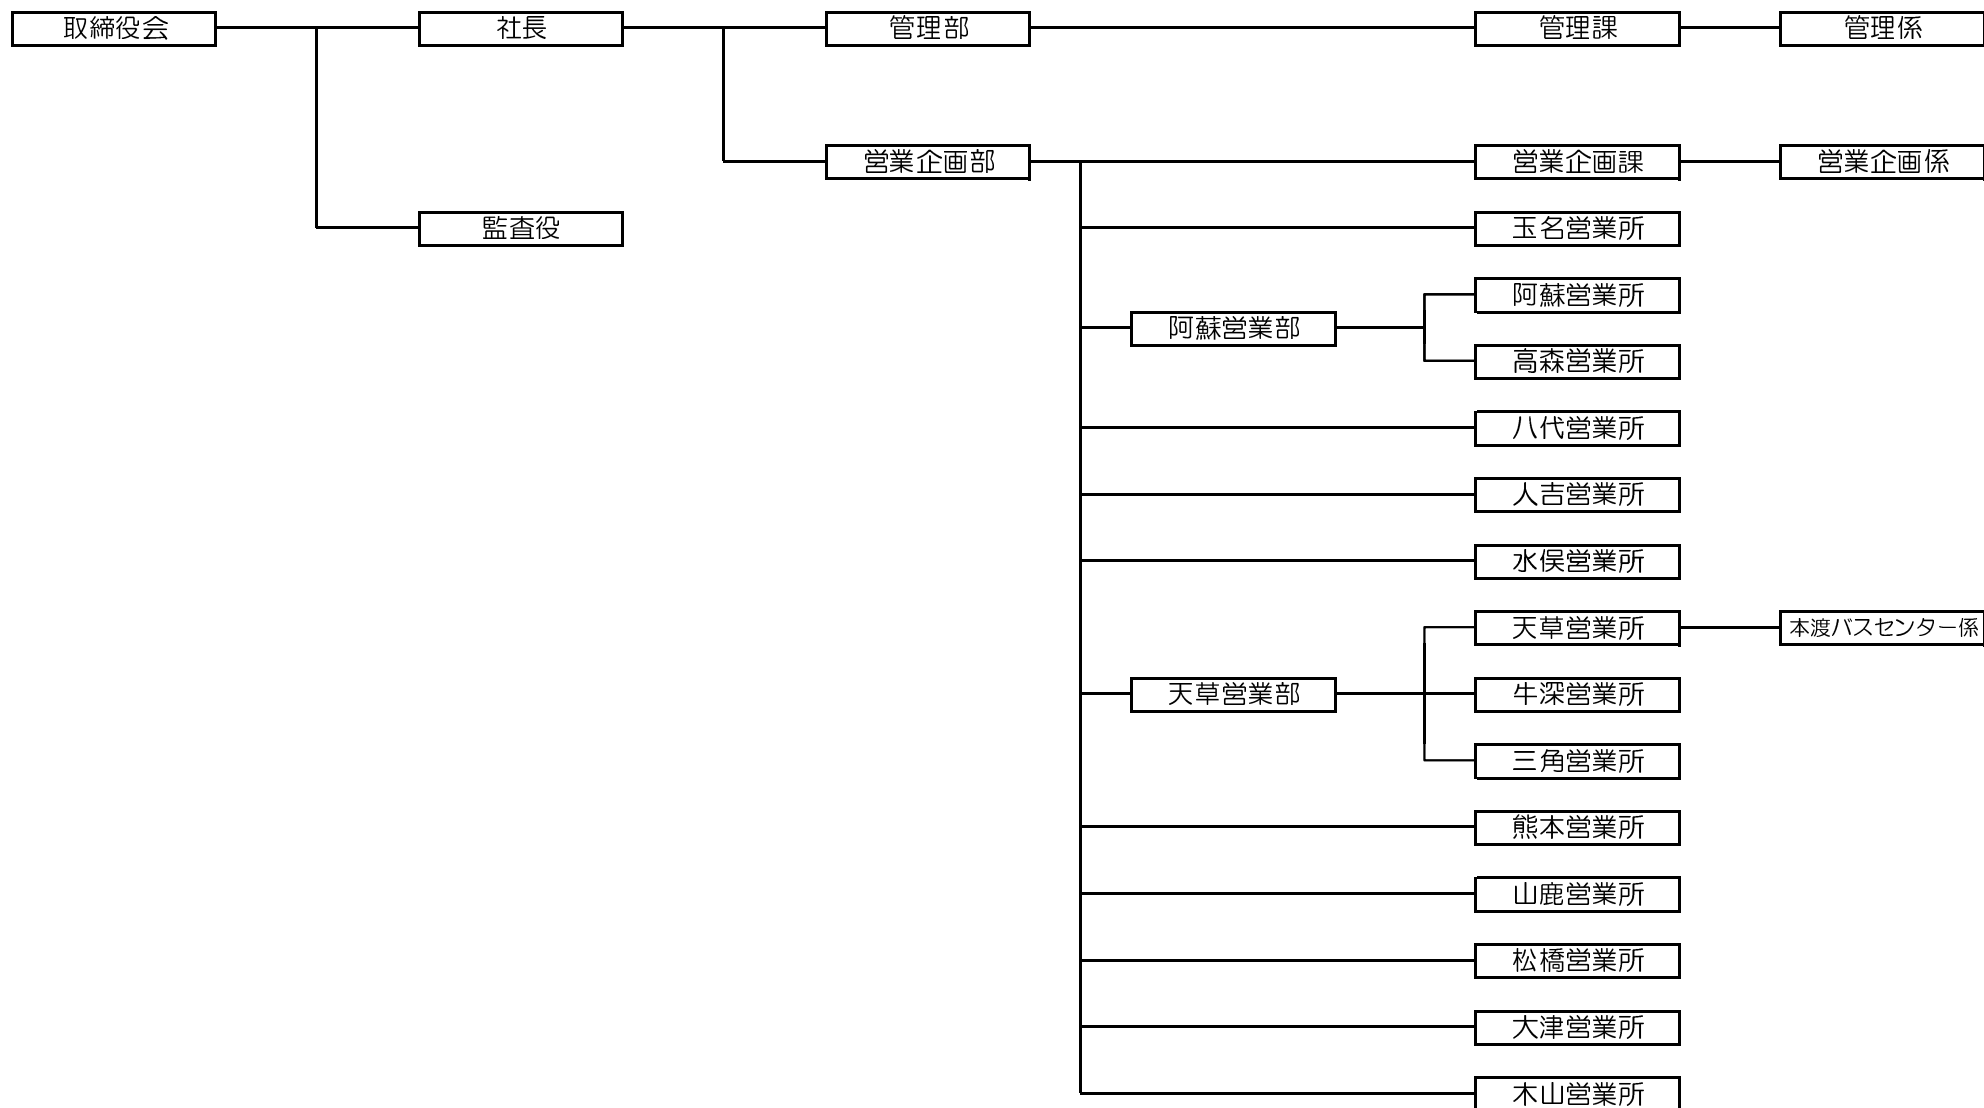 取締役会
社長
管理部
管理課
管理係
営業企画部
営業企画課
営業企画係
監査役
玉名営業所
阿蘇営業所
阿蘇営業部
高森営業所
八代営業所
人吉営業所
水俣営業所
天草営業所
本渡バスセンター係
天草営業部
牛深営業所
三角営業所
熊本営業所
山鹿営業所
松橋営業所
大津営業所
木山営業所